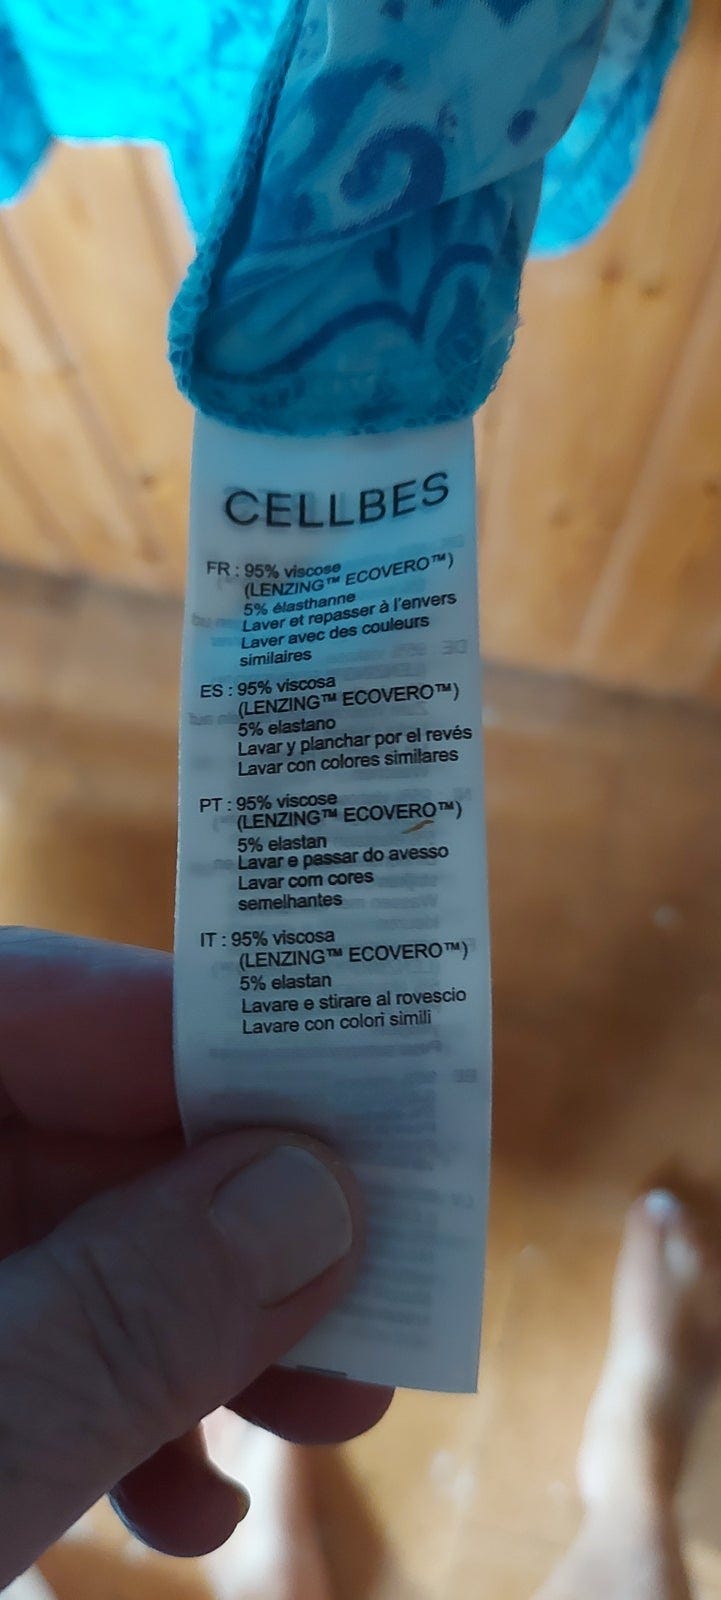 CELLBES
FR : 95% viscose
(LENZING™ ECOVERO™)
5% élasthanne
Laver et repasser à l'envers
Laver avec des couleurs
similaires
ES : 95% viscosa
(LENZING™ ECOVERO™)
5% elastano
Lavar y planchar por el revés
Lavar con colores similares
PT : 95% viscose
(LENZING™ ECOVERO™)
5% elastan
Lavar e passar do avesso
Lavar com cores
semelhantes
IT : 95% viscosa
(LENZING™ ECOVERO™)
5% elastan
Lavare e stirare al rovescio
Lavare con colori simili